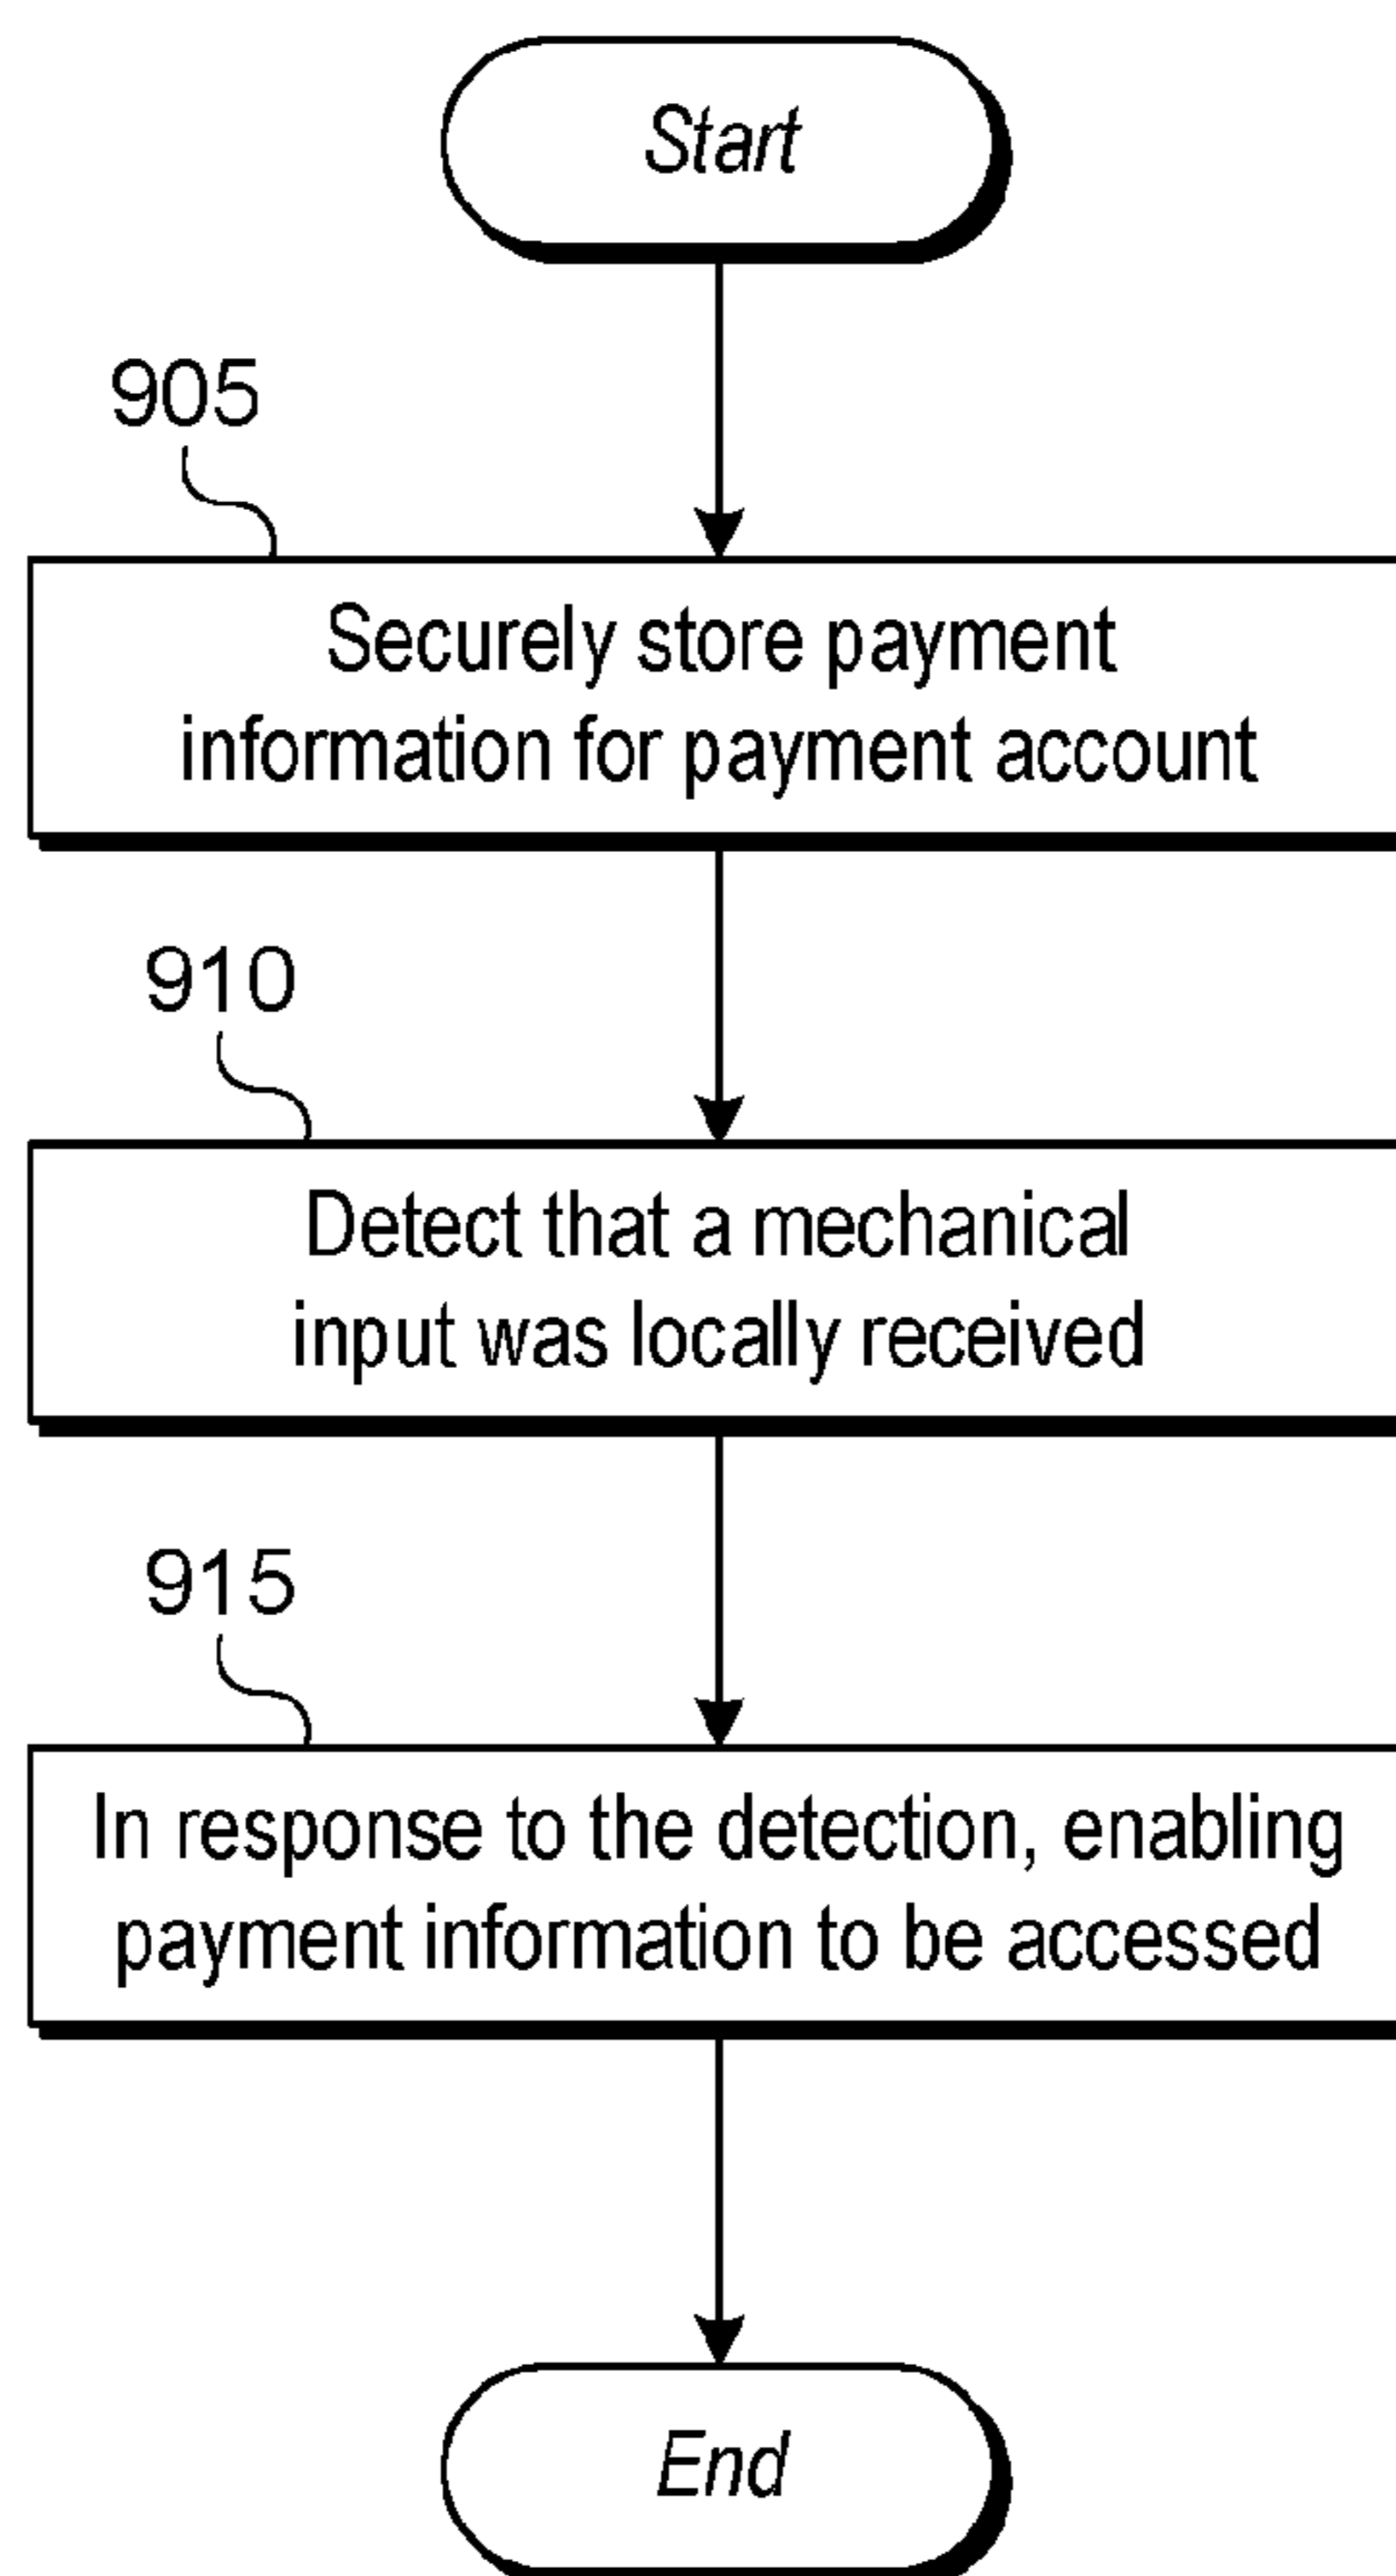 Start
905
Securely store payment
information for payment account
910
Detect that a mechanical
input was locally received
915
In response to the detection, enabling
payment information to be accessed
End